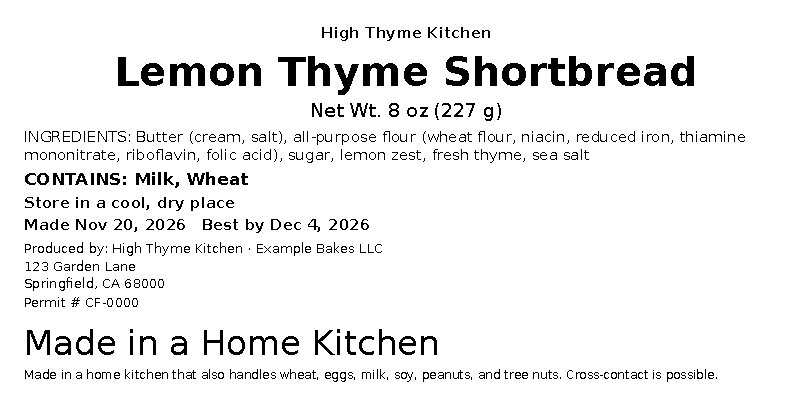 High Thyme Kitchen
Lemon Thyme Shortbread
Net Wt. 8 oz (227 g)
INGREDIENTS: Butter (cream, salt), all-purpose flour (wheat flour, niacin, reduced iron, thiamine
mononitrate, riboflavin, folic acid), sugar, lemon zest, fresh thyme, sea salt
CONTAINS: Milk, Wheat
Store in a cool, dry place
Made Nov 20, 2026 Best by Dec 4, 2026
Produced by: High Thyme Kitchen · Example Bakes LLC
123 Garden Lane
Springfield, CA 68000
Permit # CF-0000
Made in a Home Kitchen
Made in a home kitchen that also handles wheat, eggs, milk, soy, peanuts, and tree nuts. Cross-contact is possible.